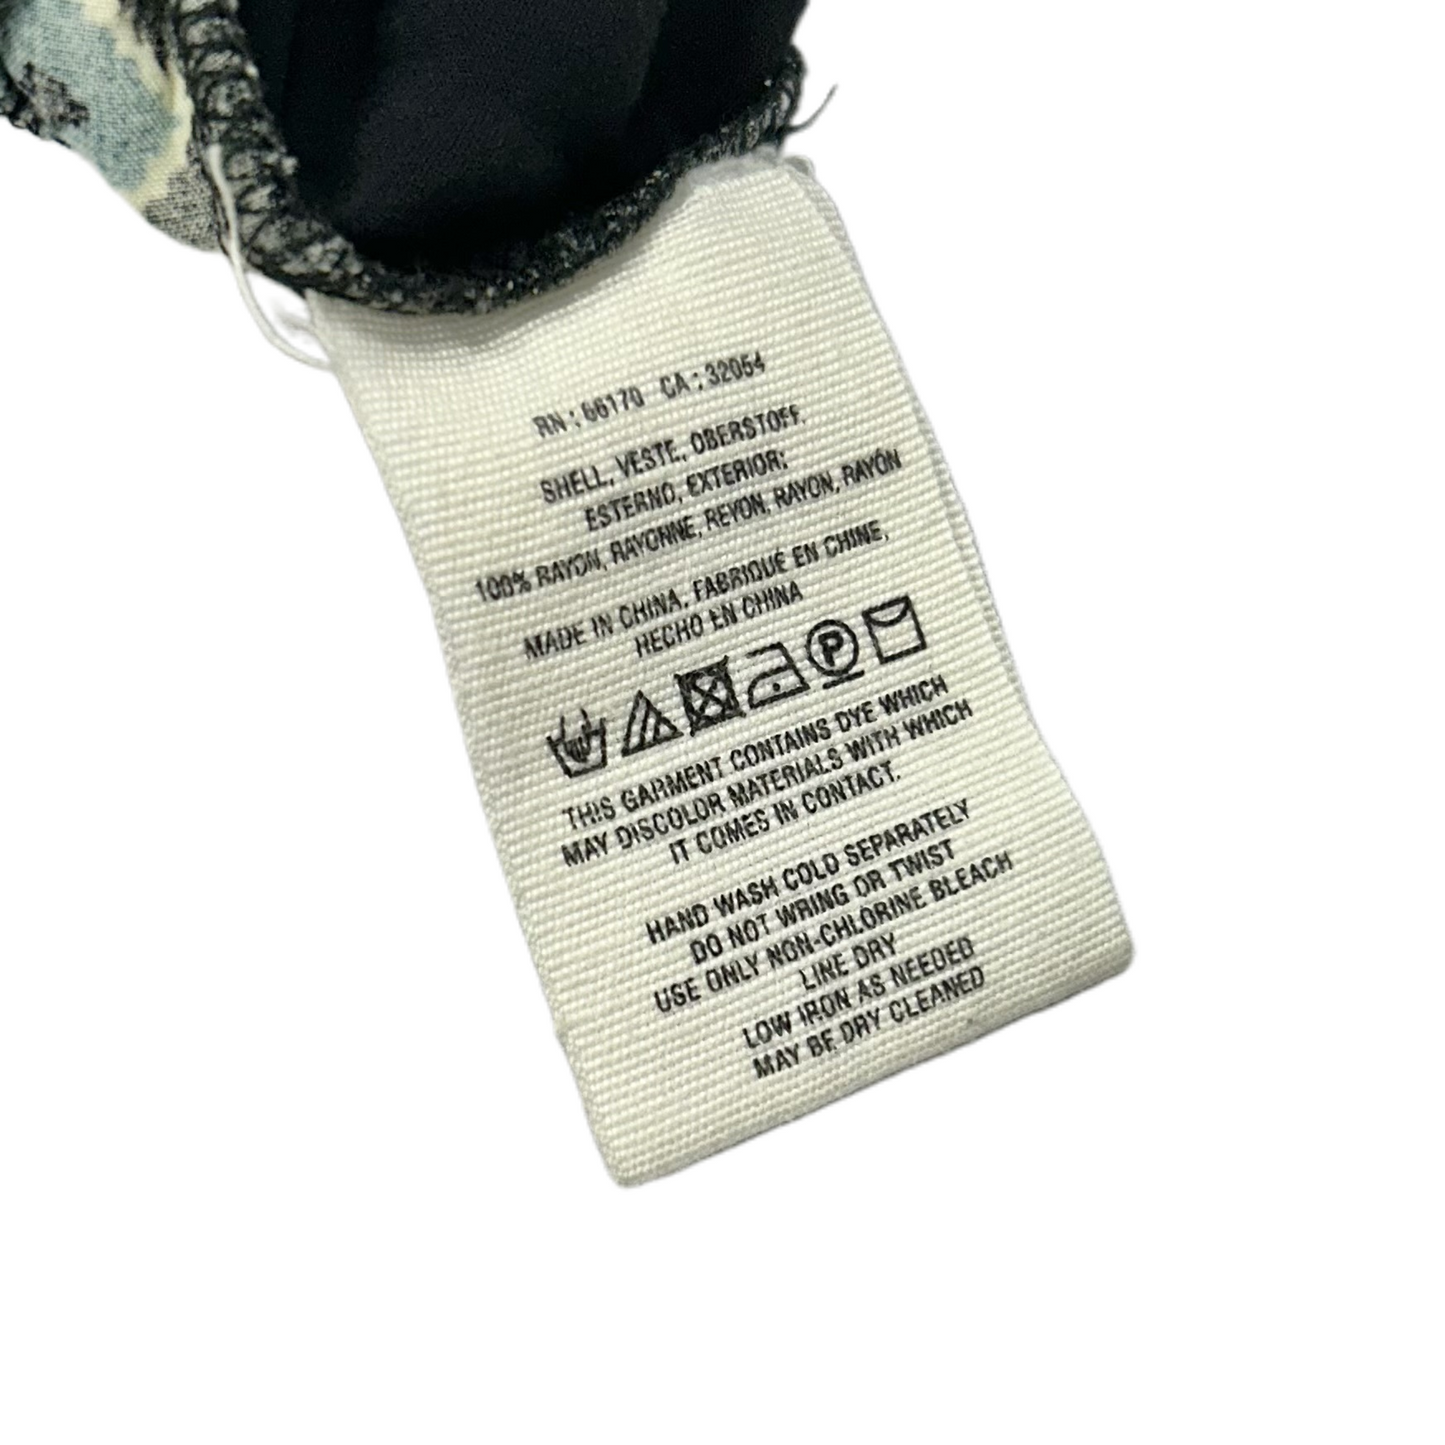 RN : 66170 CA : 32054
SHELL, VESTE, OBERSTOFF,
ESTERNO, EXTERIOR:
100% RAYON, RAYONNE, REYON, RAYON, RAYÓN
MADE IN CHINA, FABRIQUÉ EN CHINE,
HECHO EN CHINA
P
THIS GARMENT CONTAINS DYE WHICH
MAY DISCOLOR MATERIALS WITH WHICH
IT COMES IN CONTACT.
HAND WASH COLD SEPARATELY
DO NOT WRING OR TWIST
USE ONLY NON-CHLORINE BLEACH
LINE DRY
LOW IRON AS NEEDED
MAY BE DRY CLEANED